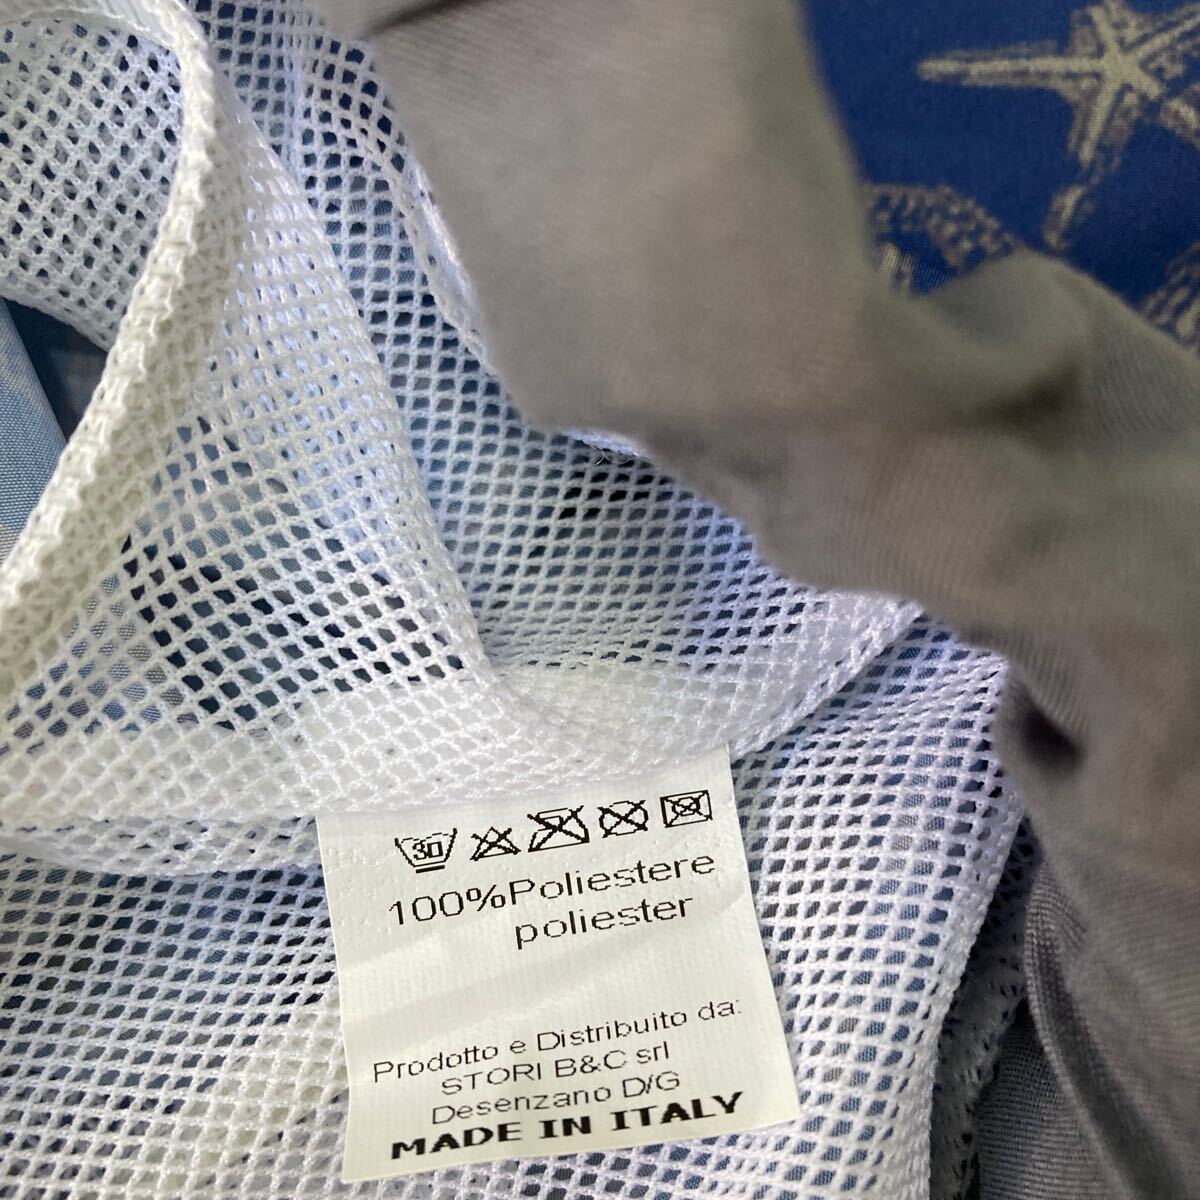 30
100%Poliestere
poliester
Prodotto e Distribuito da:
STORI B&C srl
Desenzano D/G
MADE IN ITALY